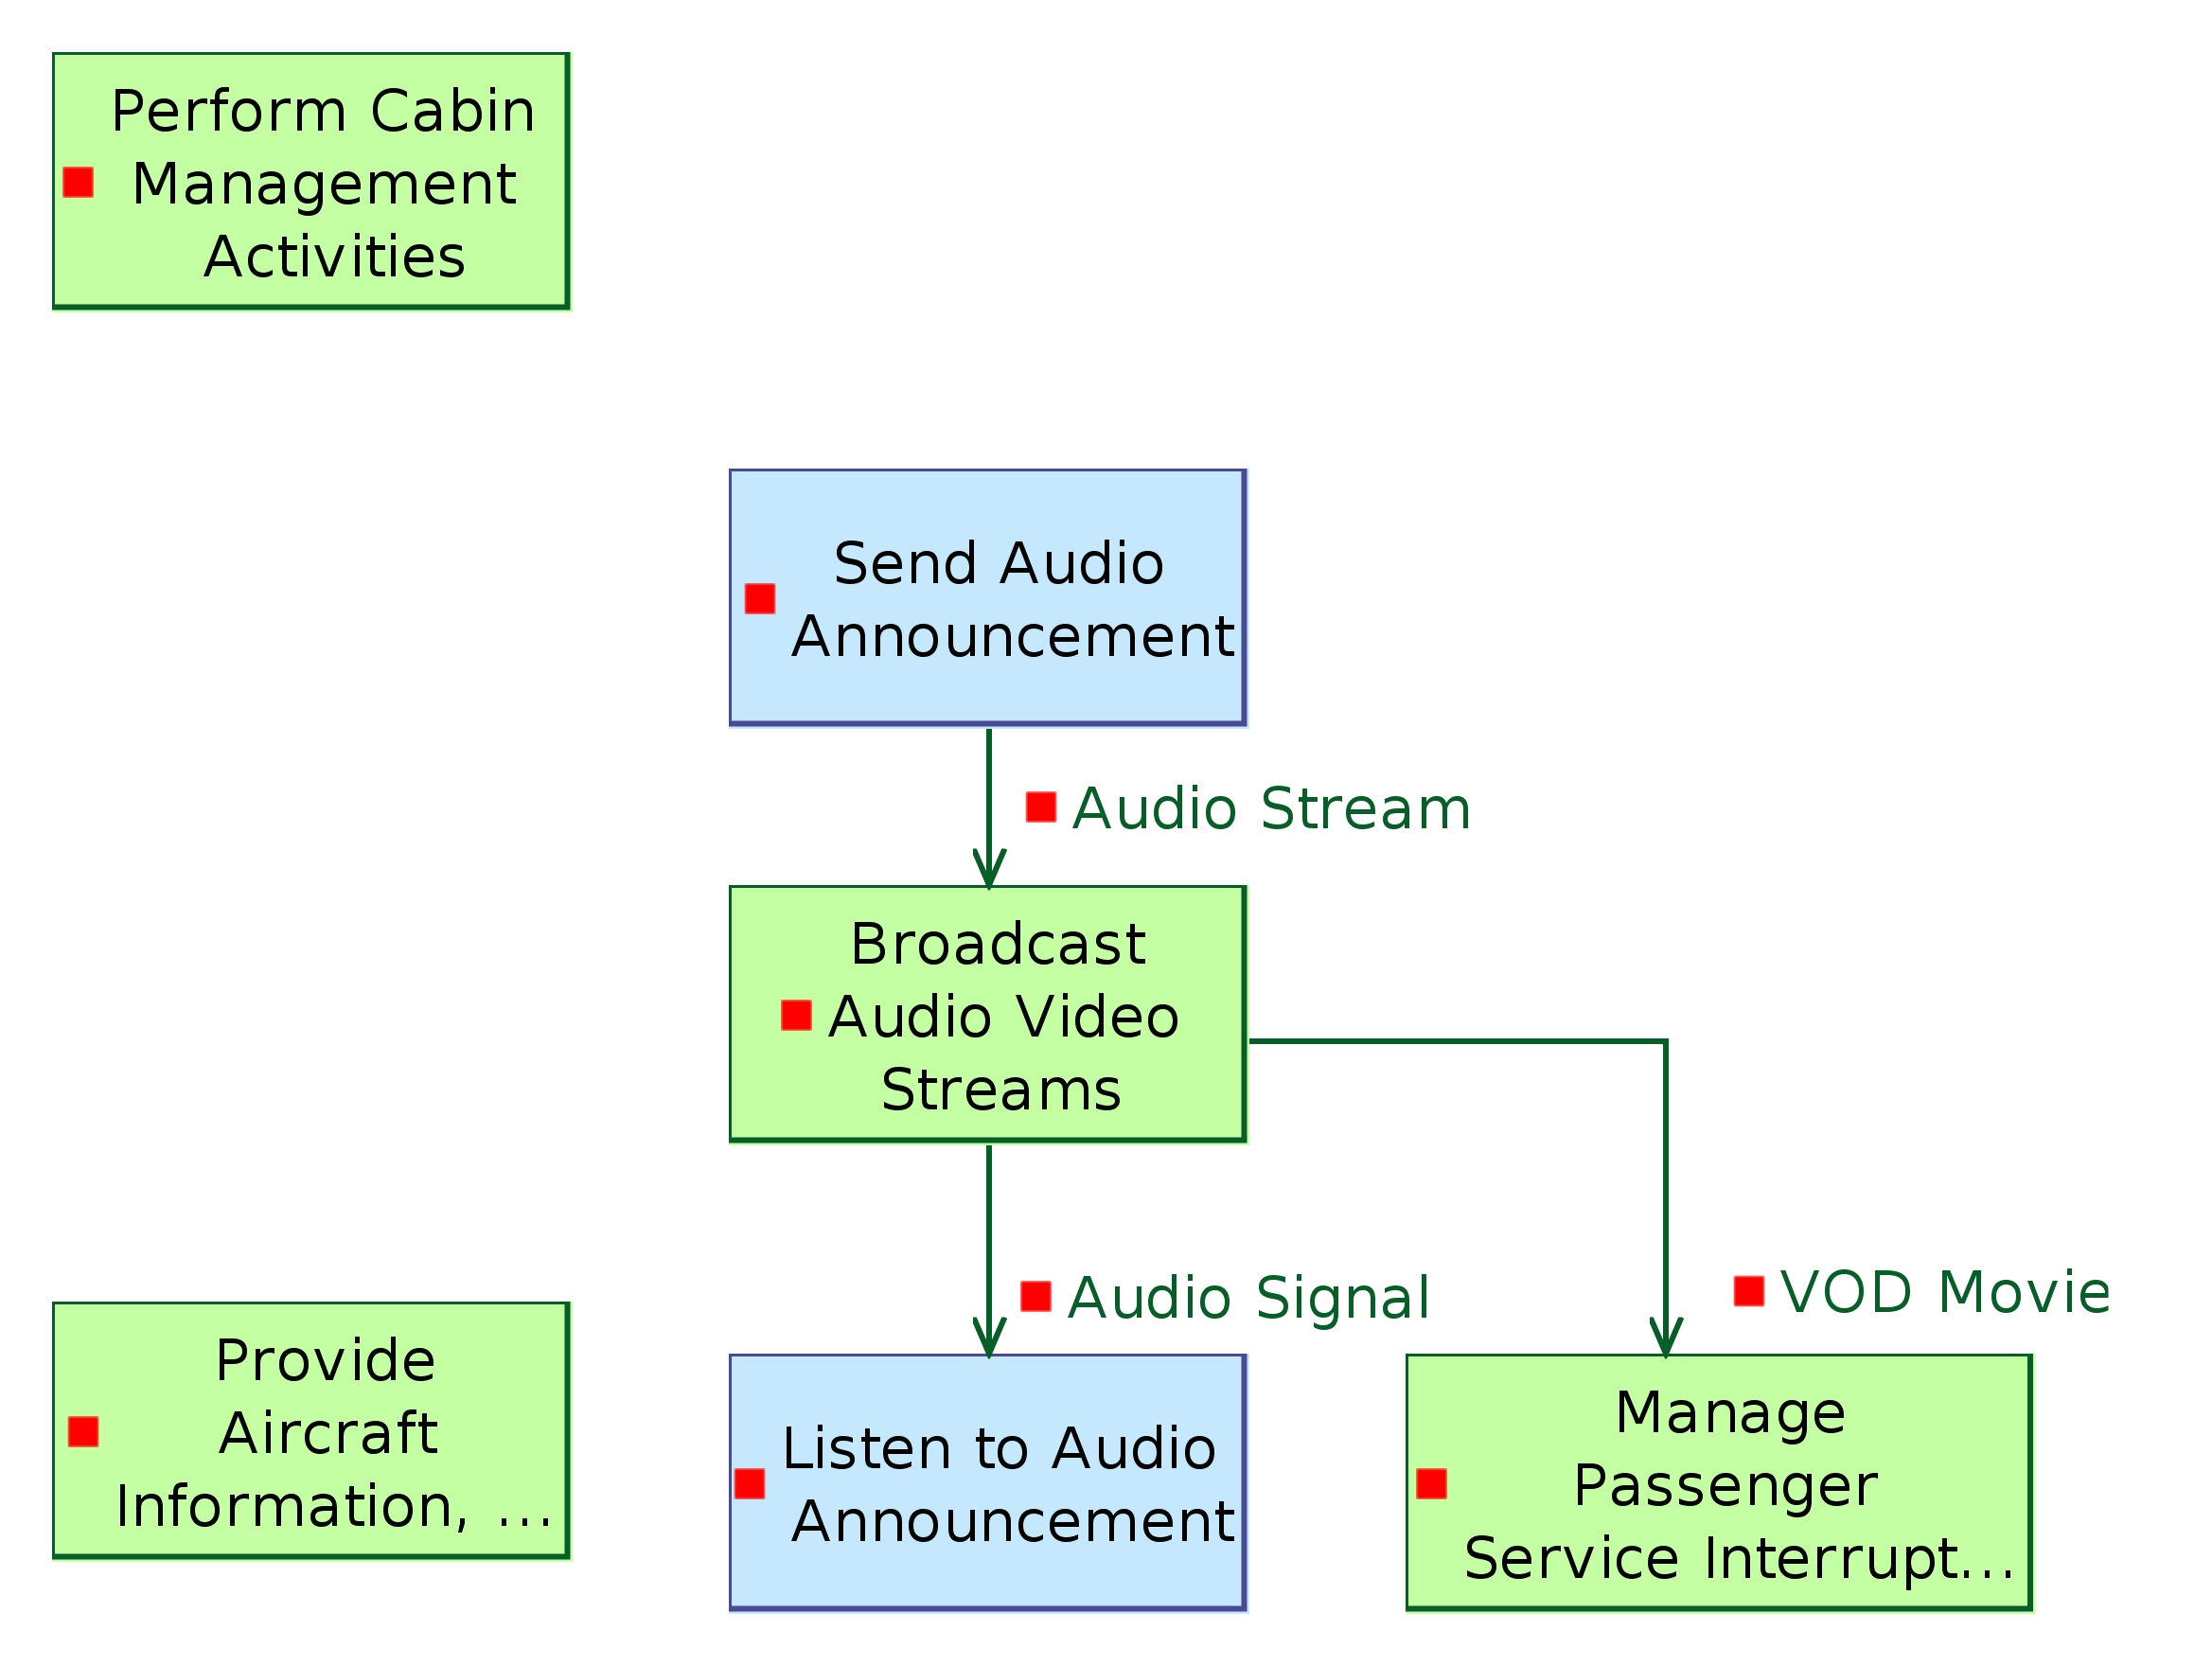 Perform Cabin
Management
Activities
Send Audio
Announcement
Audio Stream
Broadcast
Audio Video
Streams
Audio Signal
VOD Movie
Provide
Aircraft
Information, ...
Listen to Audio
Announcement
Manage
Passenger
Service Interrupt...